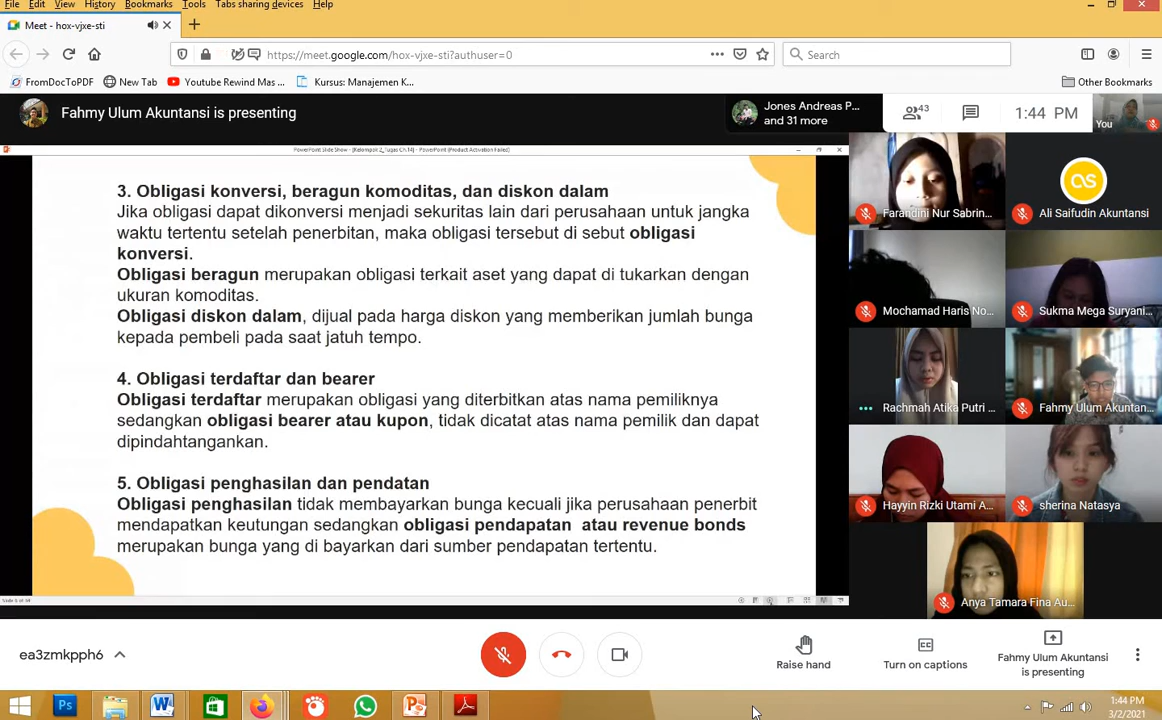 File Edit View History Bookmarks Tools Tabs sharing devices Help
Meet - hox-vjxe-sti
https://meet.google.com/hox-vjxe-sti?authuser=0
Search
FromDocToPDF New Tab Youtube Rewind Mas ... Kursus: Manajemen K... Other Bookmarks
Fahmy Ulum Akuntansi is presenting
Jones Andreas P...
and 31 more
43
1:44 PM
You
PowerPoint Slide Show - [Kelompok 2_Tugas Ch.14] - PowerPoint (Product Activation Failed)
3. Obligasi konversi, beragun komoditas, dan diskon dalam
Jika obligasi dapat dikonversi menjadi sekuritas lain dari perusahaan untuk jangka
waktu tertentu setelah penerbitan, maka obligasi tersebut di sebut obligasi
konversi.
Obligasi beragun merupakan obligasi terkait aset yang dapat di tukarkan dengan
ukuran komoditas.
Obligasi diskon dalam, dijual pada harga diskon yang memberikan jumlah bunga
kepada pembeli pada saat jatuh tempo.
4. Obligasi terdaftar dan bearer
Obligasi terdaftar merupakan obligasi yang diterbitkan atas nama pemiliknya
sedangkan obligasi bearer atau kupon, tidak dicatat atas nama pemilik dan dapat
dipindahtangankan.
5. Obligasi penghasilan dan pendatan
Obligasi penghasilan tidak membayarkan bunga kecuali jika perusahaan penerbit
mendapatkan keutungan sedangkan obligasi pendapatan atau revenue bonds
merupakan bunga yang di bayarkan dari sumber pendapatan tertentu.
Farandini Nur Sabrin...
Ali Saifudin Akuntansi
Mochamad Haris No...
Sukma Mega Suryani...
Rachmah Atika Putri ...
Fahmy Ulum Akuntan...
Hayyin Rizki Utami A...
sherina Natasya
Anya Tamara Fina Au...
ea3zmkpph6
Raise hand
Turn on captions
Fahmy Ulum Akuntansi
is presenting
1:44 PM
3/2/2021